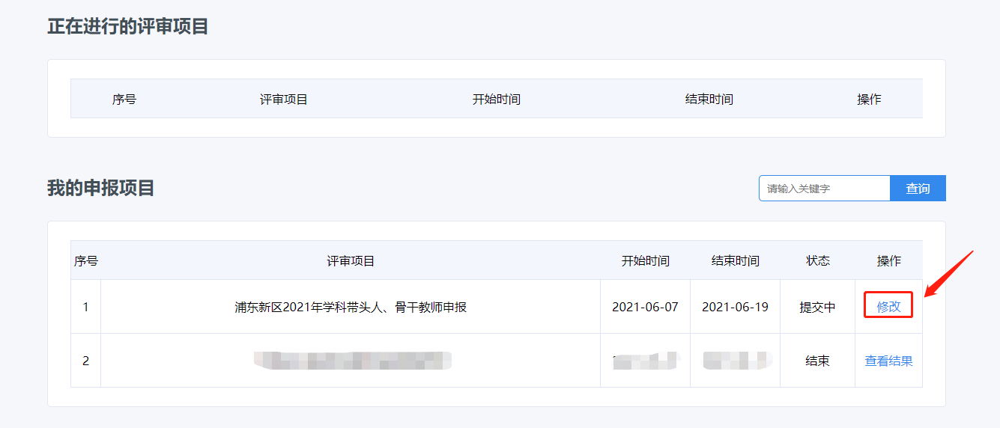 正在进行的评审项目
序号 评审项目 开始时间 结束时间 操作
我的申报项目 请输入关键字 查询
序号 评审项目 开始时间 结束时间 状态 操作
1 浦东新区2021年学科带头人、骨干教师申报 2021-06-07 2021-06-19 提交中 修改
2 结束 查看结果